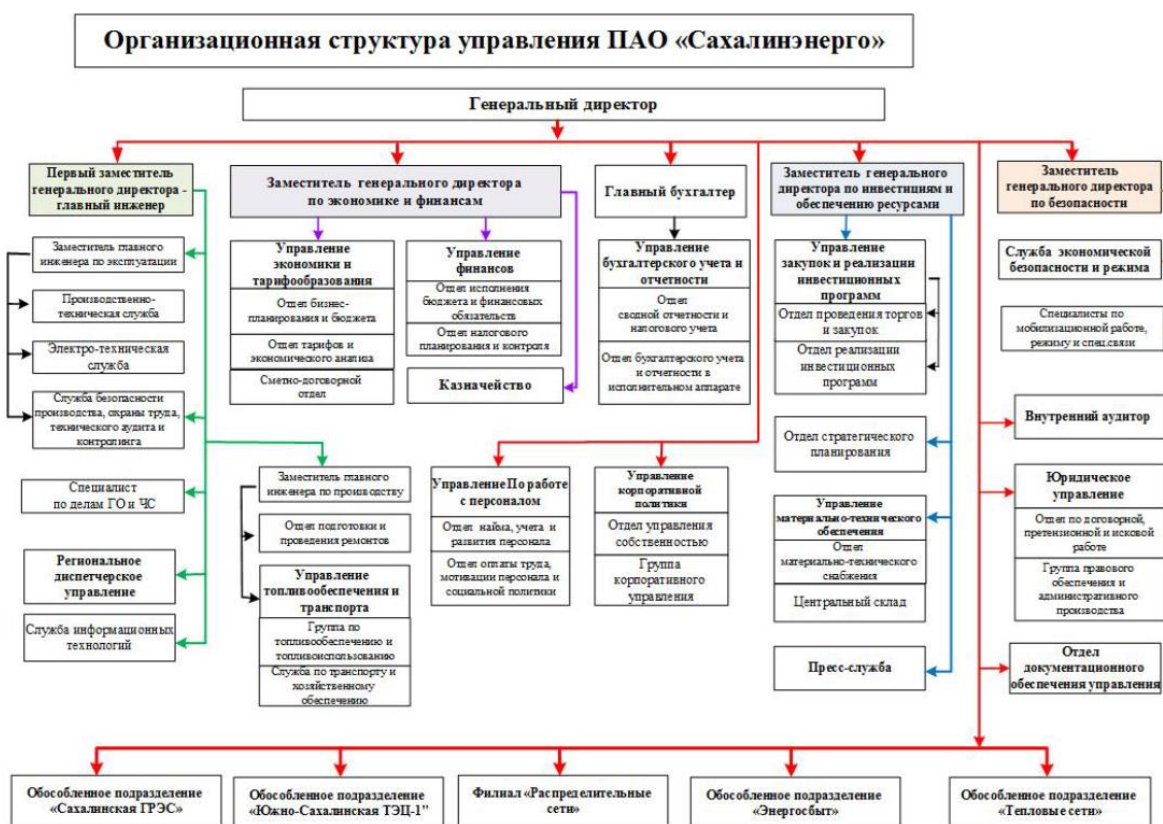 Организационная структура управления ПАО «Сахалинэнерго»
Генеральный директор
Первый заместитель
генерального директора -
главный инженер
Заместитель генерального директора
по экономике и финансам
Главный бухгалтер
Заместитель генерального
директора по инвестициям и
обеспечению ресурсами
Заместитель
генерального директора
по безопасности
Заместитель главного
инженера по эксплуатации
Производственно-
техническая служба
Электро-техническая
служба
Служба безопасности
производства, охраны труда,
технического аудита и
контролинга
Специалист
по делам ГО и ЧС
Региональное
диспетчерское
управление
Служба информационных
технологий
Управление
экономики и
тарифообразования
Отдел бизнес-
планирования и бюджета
Отдел тарифов и
экономического анализа
Сметно-договорной
отдел
Управление
финансов
Отдел исполнения
бюджета и финансовых
обязательств
Отдел налогового
планирования и контроля
Казначейство
Управление
бухгалтерского учета и
отчетности
Отдел
сводной отчетности и
налогового учета
Отдел бухгалтерского учета
и отчетности в
исполнительном аппарате
Управление
закупок и реализации
инвестиционных
программ
Отдел проведения торгов
и закупок
Отдел реализации
инвестиционных
программ
Служба экономической
безопасности и режима
Специалисты по
мобилизационной работе,
режиму и спец.связи
Заместитель главного
инженера по производству
Отдел подготовки и
проведения ремонтов
Управление
топливообеспечения и
транспорта
Группа по
топливообеспечению и
топливоиспользованию
Служба по транспорту и
хозяйственному
обеспечению
Управление По работе
с персоналом
Отдел найма, учета и
развития персонала
Отдел оплаты труда,
мотивации персонала и
социальной политики
Управление
корпоративной
политики
Отдел управления
собственностью
Группа
корпоративного
управления
Отдел стратегического
планирования
Управление
материально-технического
обеспечения
Отдел
материально-технического
снабжения
Центральный склад
Пресс-служба
Внутренний аудитор
Юридическое
управление
Отдел по договорной,
претензионной и исковой
работе
Группа правового
обеспечения и
административного
производства
Отдел
документационного
обеспечения управления
Обособленное подразделение
«Сахалинская ГРЭС»
Обособленное подразделение
«Южно-Сахалинская ТЭЦ-1"
Филиал «Распределительные
сети»
Обособленное подразделение
«Энергосбыт»
Обособленное подразделение
«Тепловые сети»